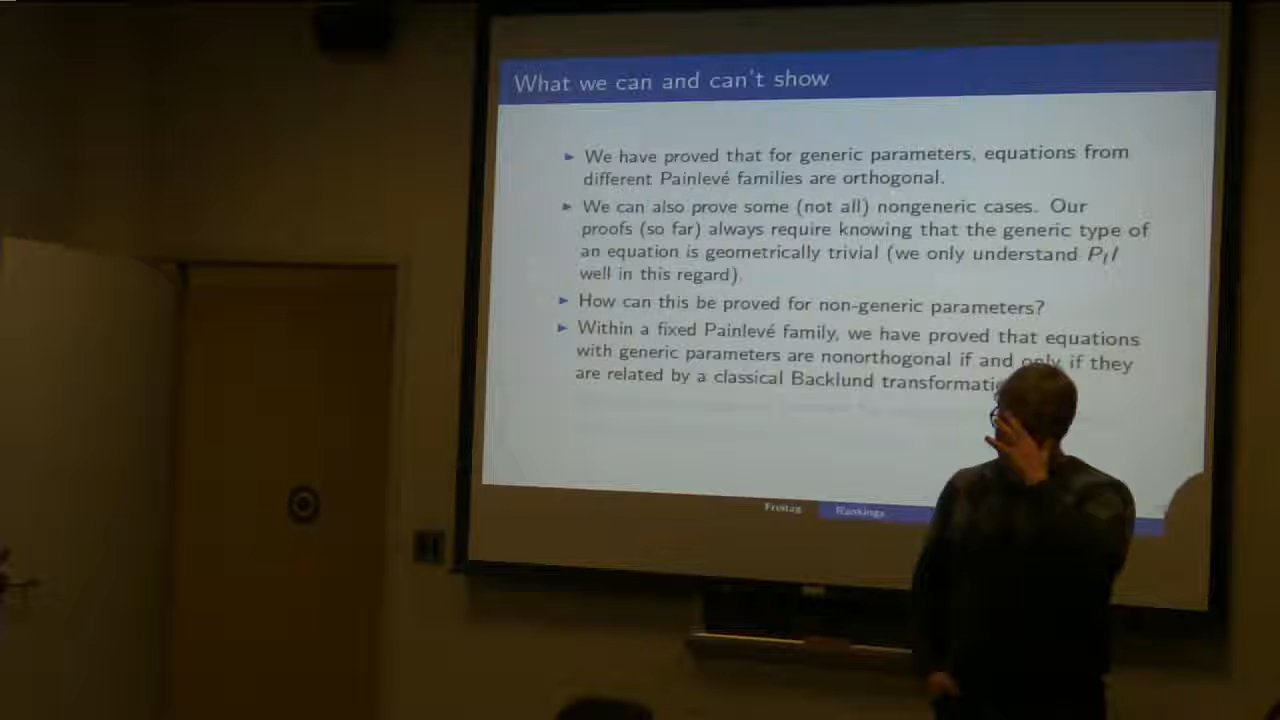 What we can and can't show
► We have proved that for generic parameters, equations from
different Painlevé families are orthogonal.
► We can also prove some (not all) nongeneric cases. Our
proofs (so far) always require knowing that the generic type of
an equation is geometrically trivial (we only understand PtI
well in this regard).
► How can this be proved for non-generic parameters?
► Within a fixed Painlevé family, we have proved that equations
with generic parameters are nonorthogonal if and only if they
are related by a classical Backlund transformati
Freitag Rankings